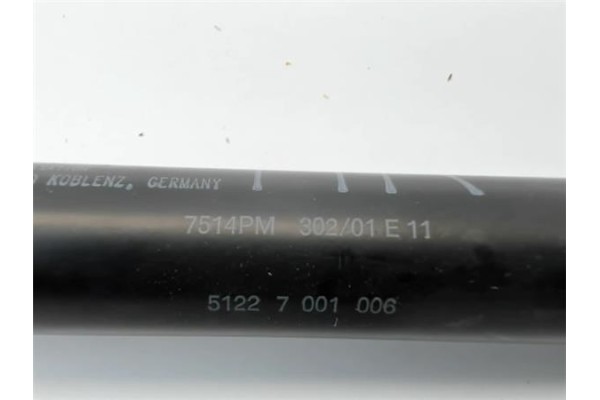 KOBLENZ, GERMANY
7514PM 302/01 E 11
5122 7 001 006